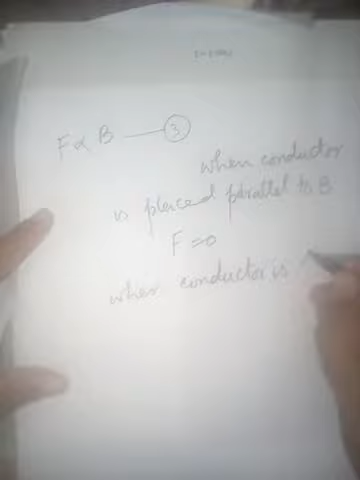 F ∝ B — 3
when conductor
is placed parallel to B
F = 0
when conductor is